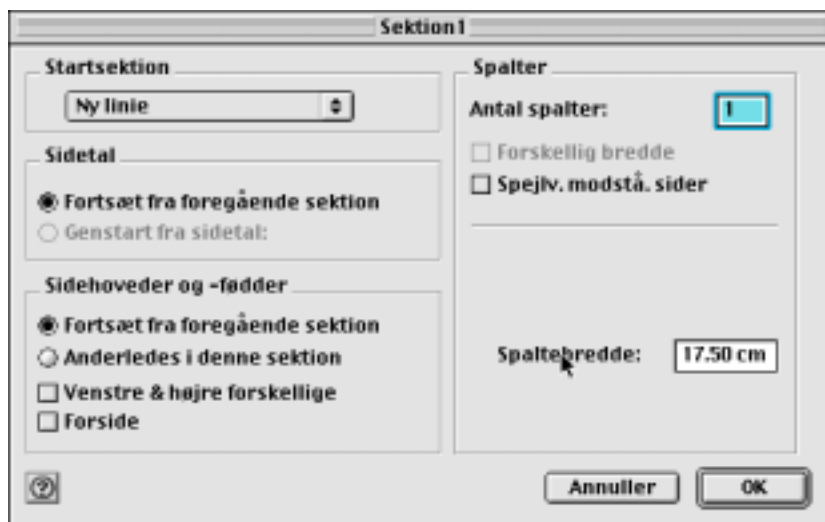 Sektion1
Startsektion
Ny linie
Sidetal
Fortsæt fra foregående sektion
Genstart fra sidetal:
Sidehoveder og -fødder
Fortsæt fra foregående sektion
Anderledes i denne sektion
Venstre & højre forskellige
Forside
Spalter
Antal spalter: 1
Forskellig bredde
Spejlv. modstå. sider
Spaltebredde: 17.50 cm
?
Annuller
OK